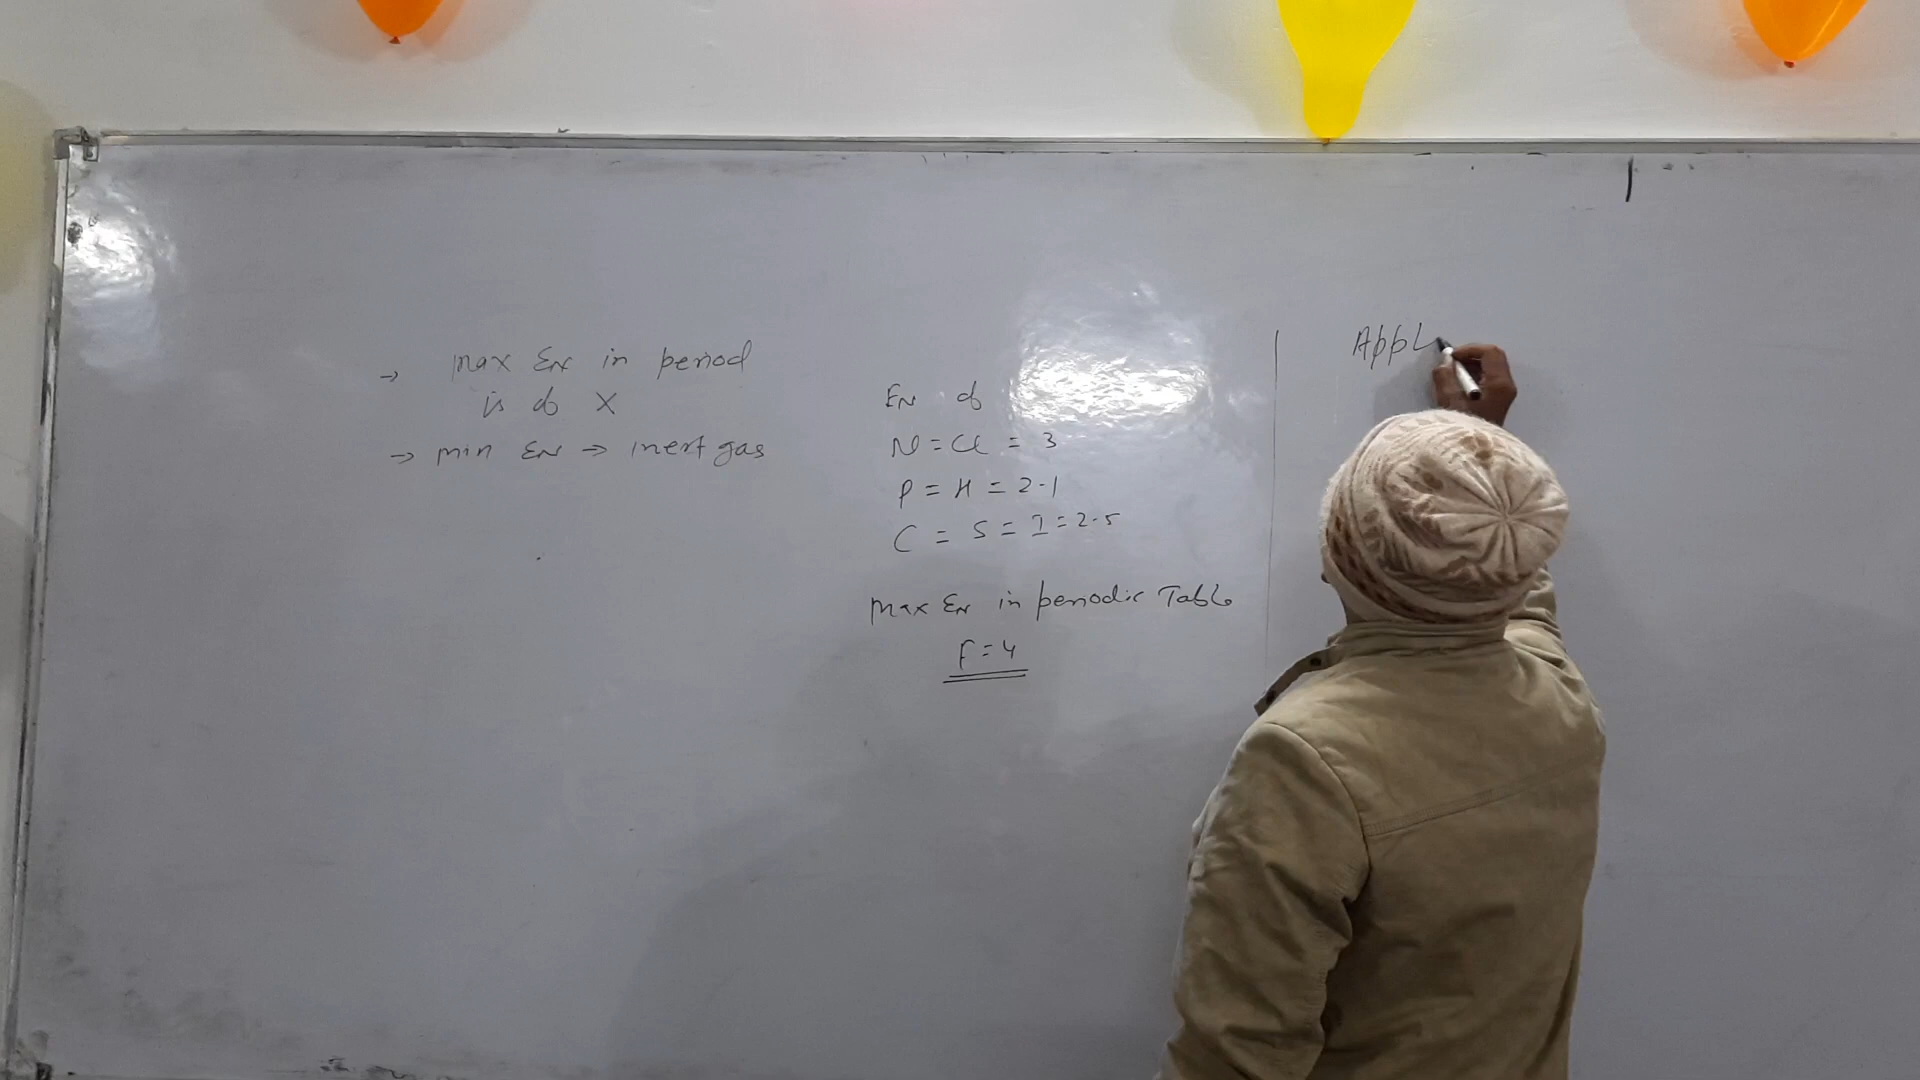 → max EN in period
is of X
→ min EN → inert gas
EN of
N = Cl = 3
P = H = 2.1
C = S = I = 2.5
max EN in periodic Table
F = 4
Appl